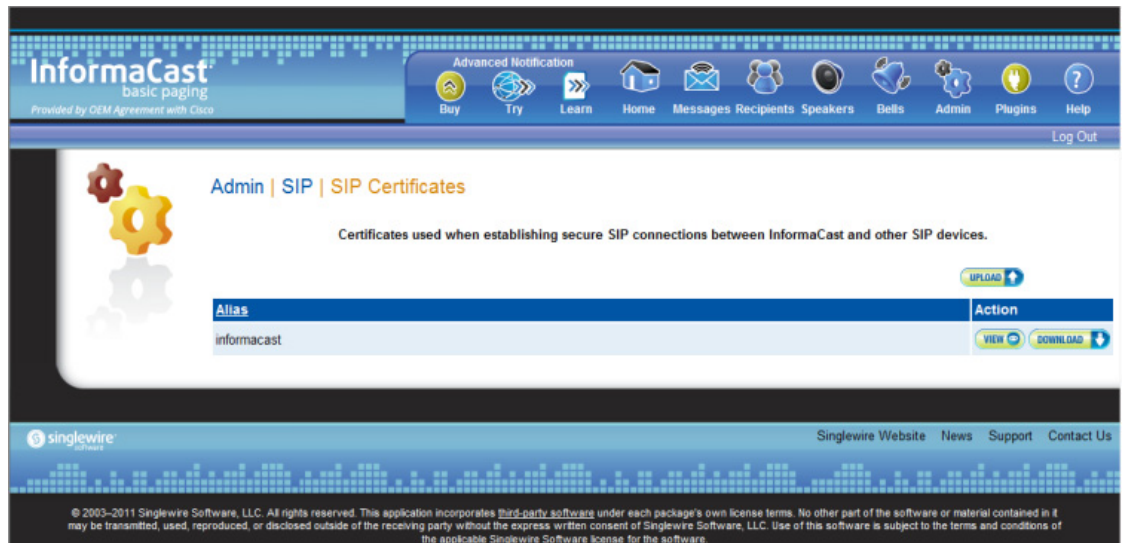 InformaCast
basic paging
Provided by OEM Agreement with Cisco
Advanced Notification
Buy Try Learn Home Messages Recipients Speakers Bells Admin Plugins Help
Log Out
Admin | SIP | SIP Certificates
Certificates used when establishing secure SIP connections between InformaCast and other SIP devices.
UPLOAD
Alias Action
informacast VIEW DOWNLOAD
singlewire
software
Singlewire Website News Support Contact Us
© 2003–2011 Singlewire Software, LLC. All rights reserved. This application incorporates third-party software under each package's own license terms. No other part of the software or material contained in it
may be transmitted, used, reproduced, or disclosed outside of the receiving party without the express written consent of Singlewire Software, LLC. Use of this software is subject to the terms and conditions of
the applicable Singlewire Software license for the software.